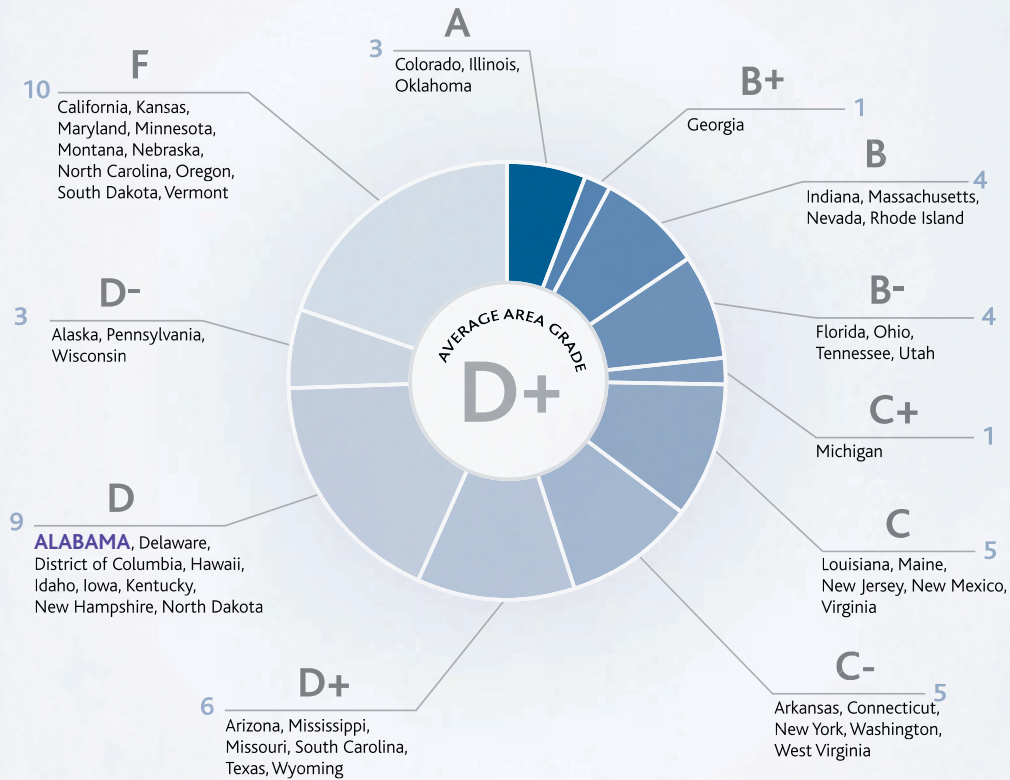 A
3
Colorado, Illinois,
Oklahoma
B+
1
Georgia
B
4
Indiana, Massachusetts,
Nevada, Rhode Island
B-
4
Florida, Ohio,
Tennessee, Utah
C+
1
Michigan
C
5
Louisiana, Maine,
New Jersey, New Mexico,
Virginia
C-
5
Arkansas, Connecticut,
New York, Washington,
West Virginia
D+
6
Arizona, Mississippi,
Missouri, South Carolina,
Texas, Wyoming
D
9
ALABAMA, Delaware,
District of Columbia, Hawaii,
Idaho, Iowa, Kentucky,
New Hampshire, North Dakota
D-
3
Alaska, Pennsylvania,
Wisconsin
F
10
California, Kansas,
Maryland, Minnesota,
Montana, Nebraska,
North Carolina, Oregon,
South Dakota, Vermont
AVERAGE AREA GRADE
D+